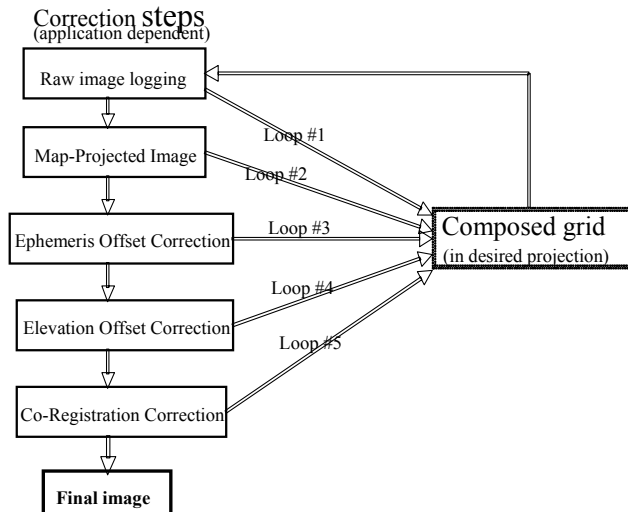 Correction steps
(application dependent)
Raw image logging
Loop #1
Map-Projected Image
Loop #2
Ephemeris Offset Correction
Loop #3
Composed grid
(in desired projection)
Elevation Offset Correction
Loop #4
Loop #5
Co-Registration Correction
Final image